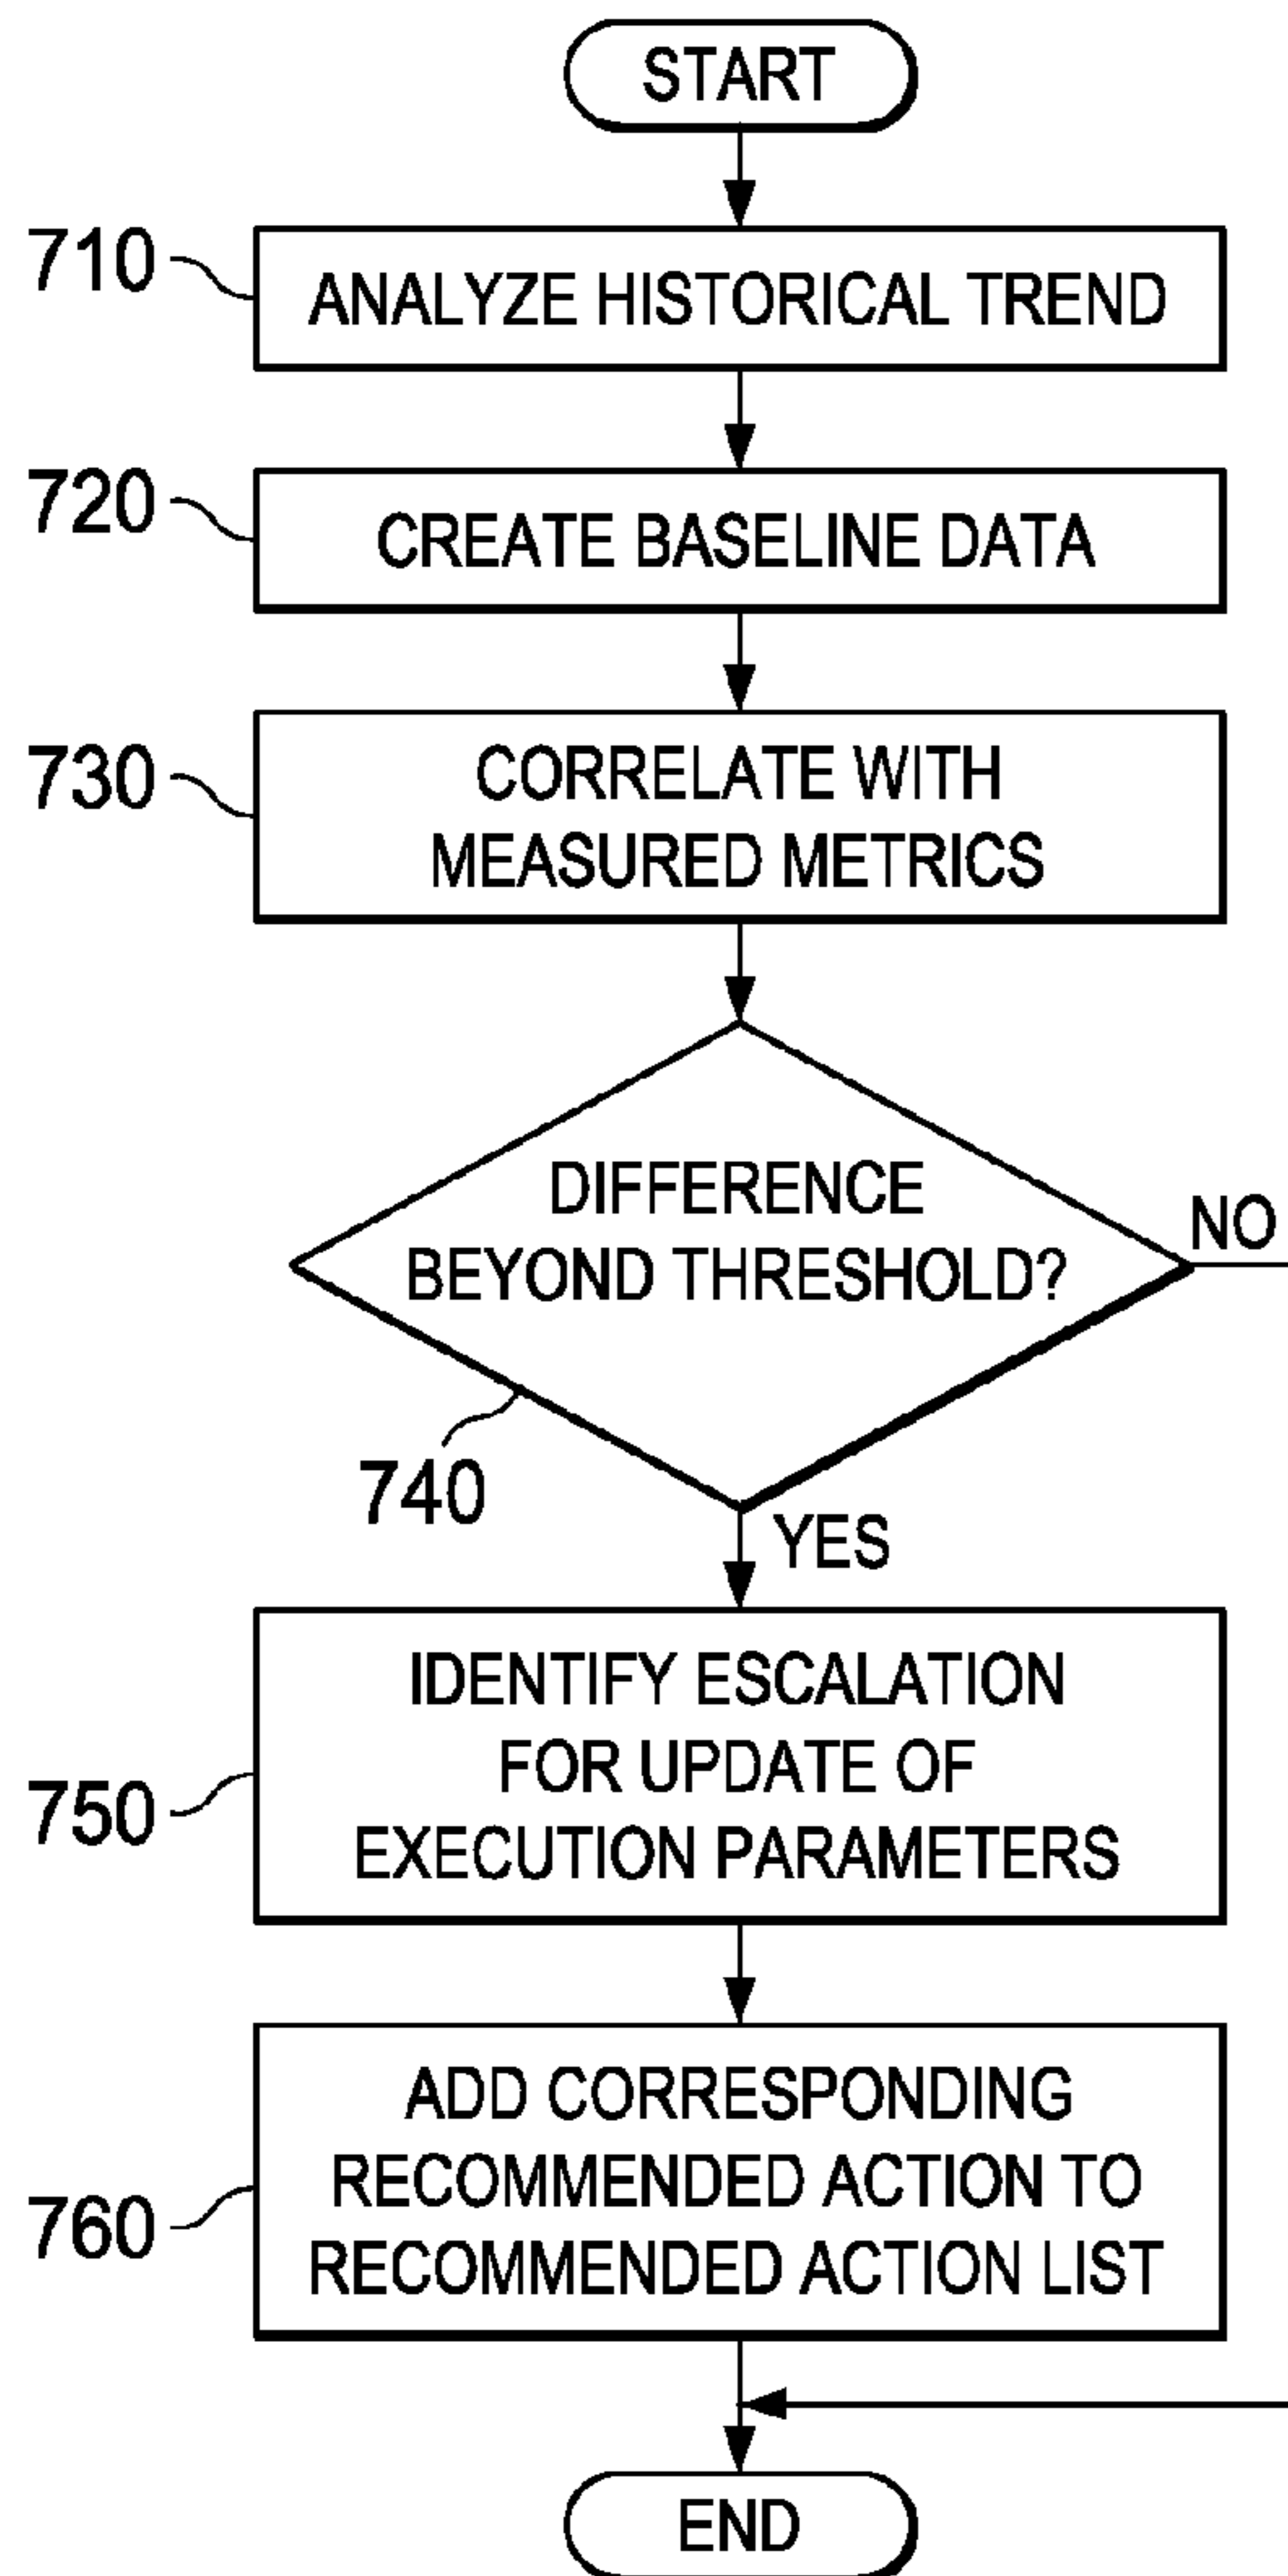 START
710
ANALYZE HISTORICAL TREND
720
CREATE BASELINE DATA
730
CORRELATE WITH
MEASURED METRICS
DIFFERENCE
BEYOND THRESHOLD?
NO
740
YES
750
IDENTIFY ESCALATION
FOR UPDATE OF
EXECUTION PARAMETERS
760
ADD CORRESPONDING
RECOMMENDED ACTION TO
RECOMMENDED ACTION LIST
END